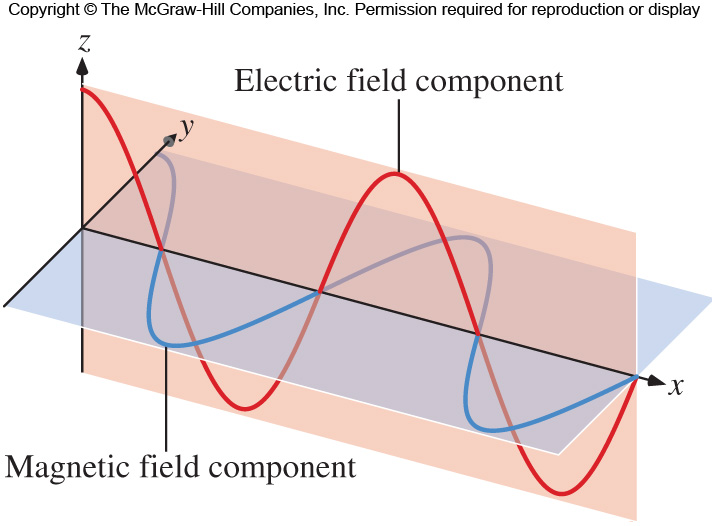 Copyright © The McGraw-Hill Companies, Inc. Permission required for reproduction or display
z
Electric field component
y
x
Magnetic field component